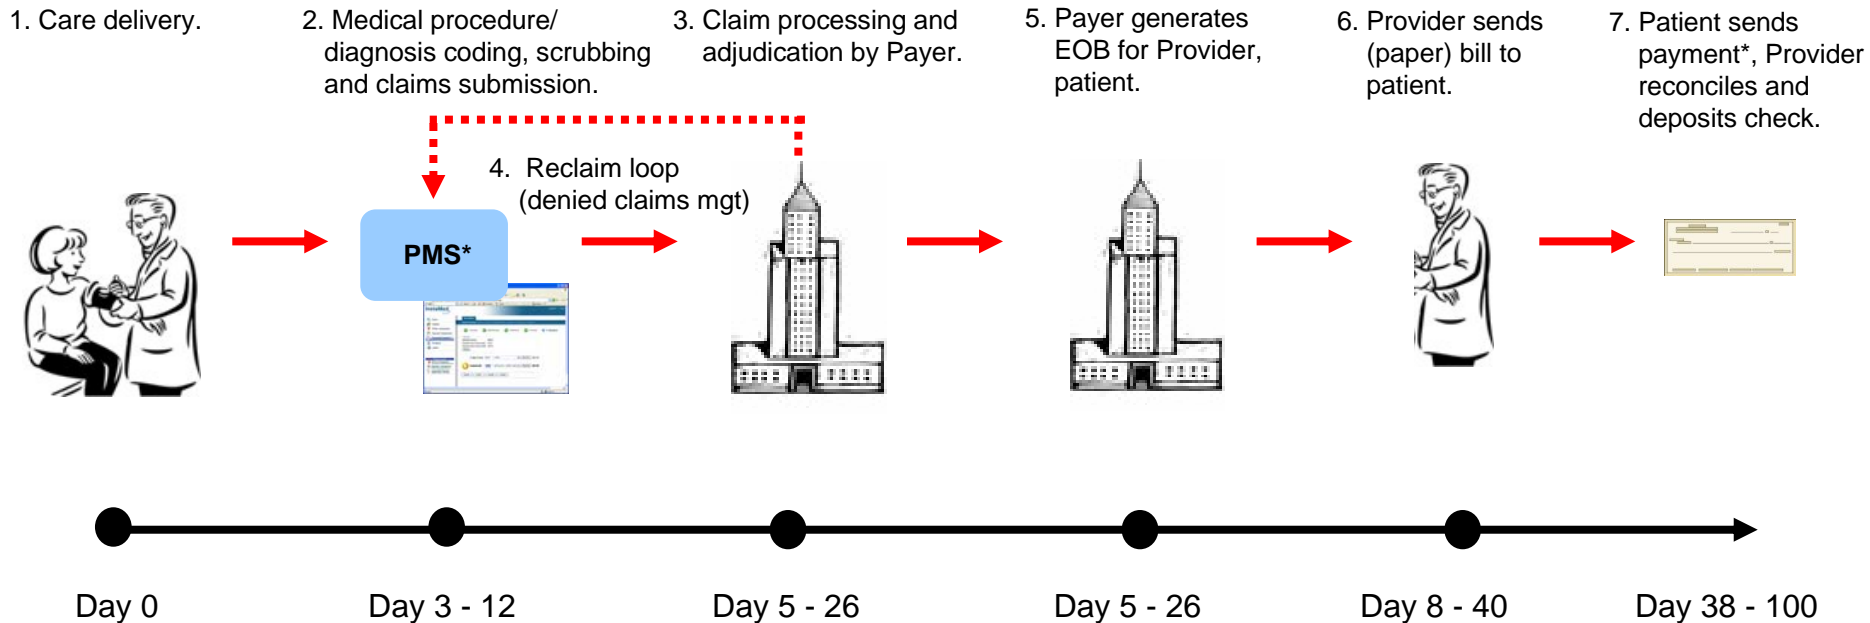 1. Care delivery.
2. Medical procedure/
diagnosis coding, scrubbing
and claims submission.
3. Claim processing and
adjudication by Payer.
5. Payer generates
EOB for Provider,
patient.
6. Provider sends
(paper) bill to
patient.
7. Patient sends
payment*, Provider
reconciles and
deposits check.
4. Reclaim loop
(denied claims mgt)
PMS*
Day 0
Day 3 - 12
Day 5 - 26
Day 5 - 26
Day 8 - 40
Day 38 - 100